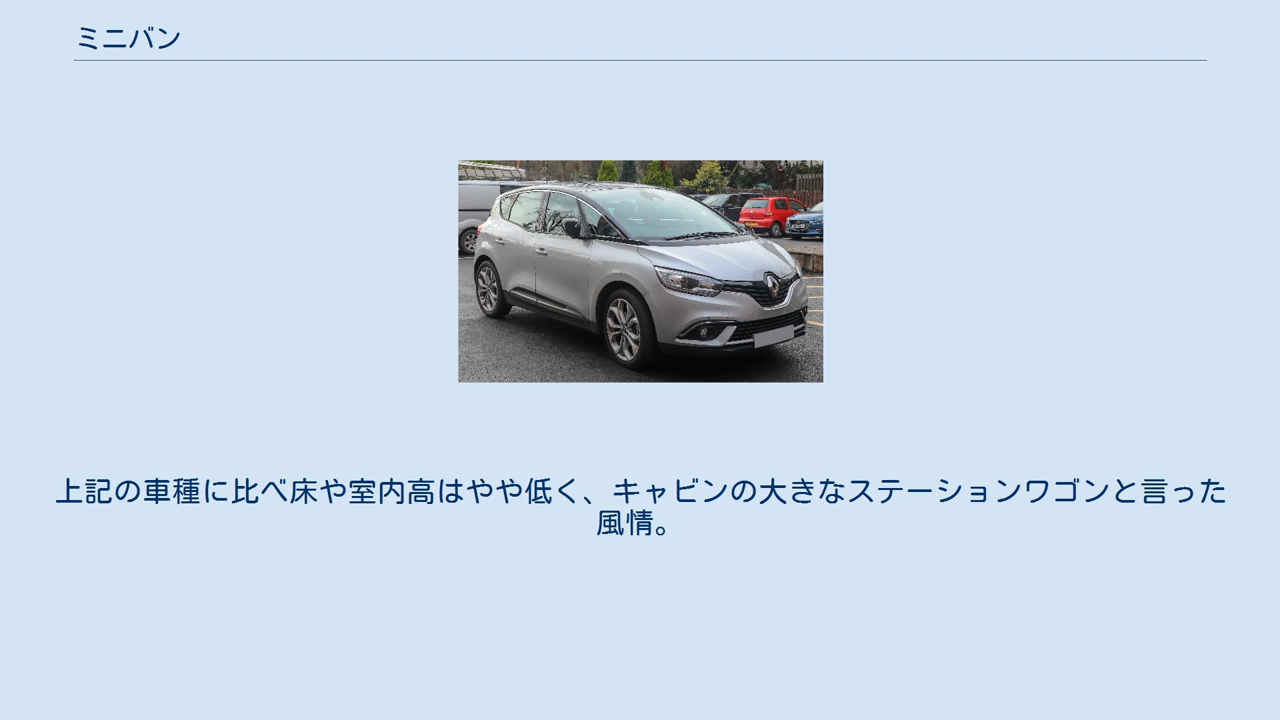 ミニバン
上記の車種に比べ床や室内高はやや低く、キャビンの大きなステーションワゴンと言った
風情。